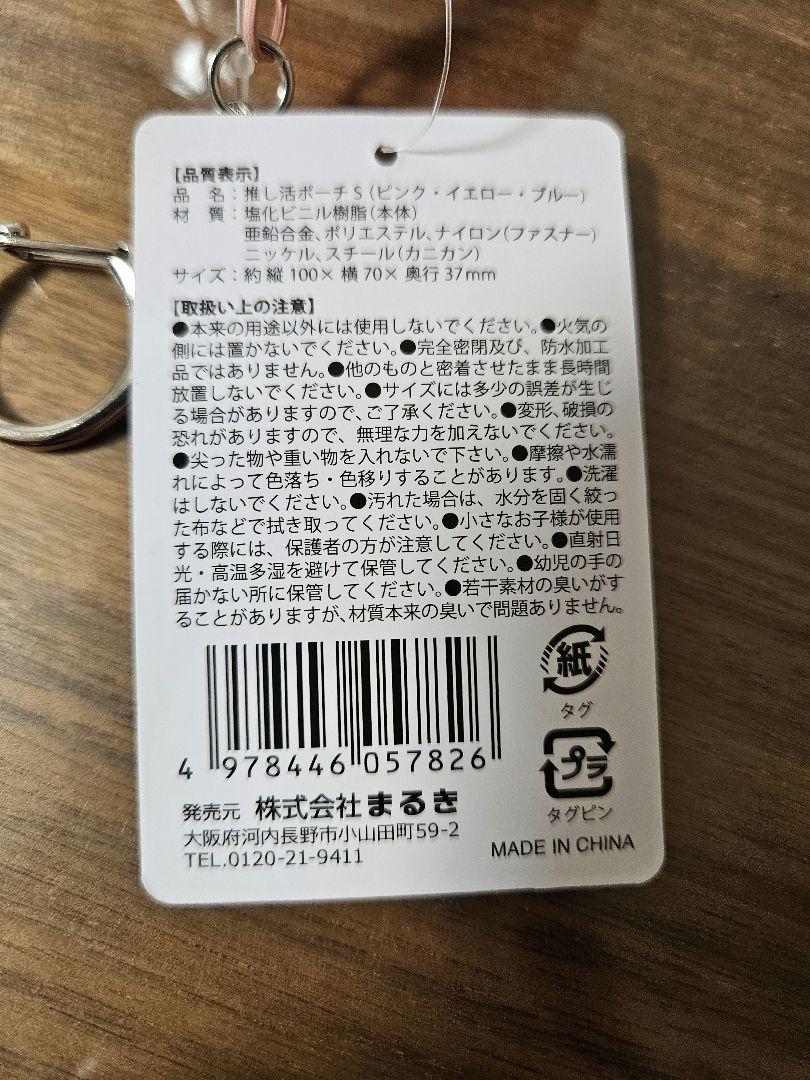 【品質表示】
品　名：推し活ポーチS（ピンク・イエロー・ブルー）
材　質：塩化ビニル樹脂（本体）
亜鉛合金、ポリエステル、ナイロン（ファスナー）
ニッケル、スチール（カニカン）
サイズ：約 縦 100× 横 70× 奥行 37mm
【取扱い上の注意】
●本来の用途以外には使用しないでください。●火気の
側には置かないでください。●完全密閉及び、防水加工
品ではありません。●他のものと密着させたまま長時間
放置しないでください。●サイズには多少の誤差が生じ
る場合がありますので、ご了承ください。●変形、破損の
恐れがありますので、無理な力を加えないでください。
●尖った物や重い物を入れないで下さい。●摩擦や水濡
れによって色落ち・色移りすることがあります。●洗濯
はしないでください。●汚れた場合は、水分を固く絞っ
た布などで拭き取ってください。●小さなお子様が使用
する際には、保護者の方が注意してください。●直射日
光・高温多湿を避けて保管してください。●幼児の手の
届かない所に保管してください。●若干素材の臭いがす
ることがありますが、材質本来の臭いで問題ありません。
紙
タグ
4 978446 057826
プラ
タグピン
発売元 株式会社まるき
大阪府河内長野市小山田町59-2
TEL.0120-21-9411
MADE IN CHINA